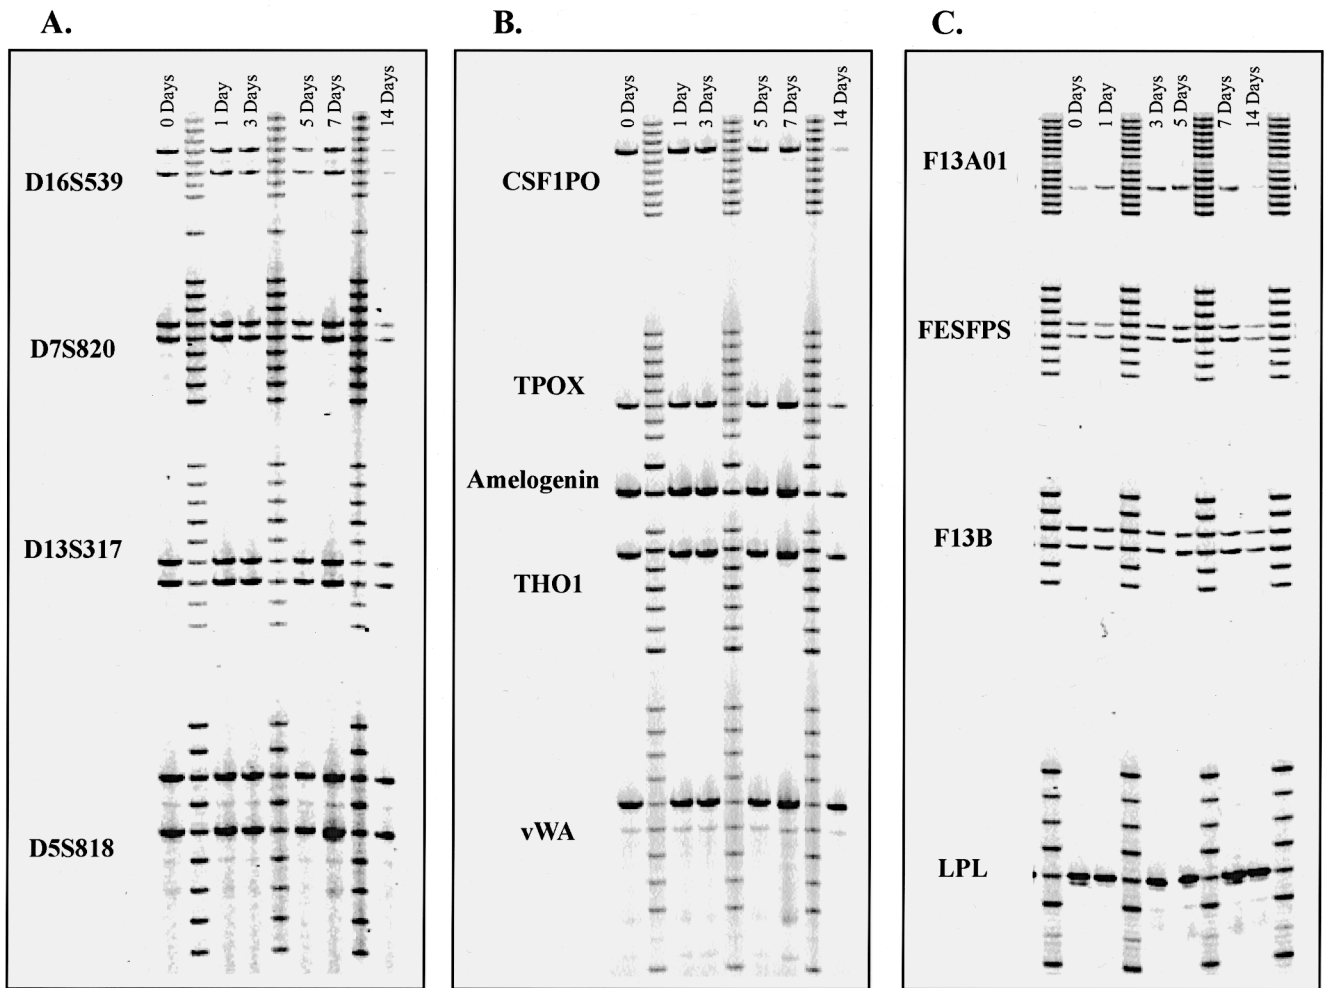 A.
0 Days
1 Day
3 Days
5 Days
7 Days
14 Days
D16S539
D7S820
D13S317
D5S818
B.
0 Days
1 Day
3 Days
5 Days
7 Days
14 Days
CSF1PO
TPOX
Amelogenin
THO1
vWA
C.
0 Days
1 Day
3 Days
5 Days
7 Days
14 Days
F13A01
FESFPS
F13B
LPL